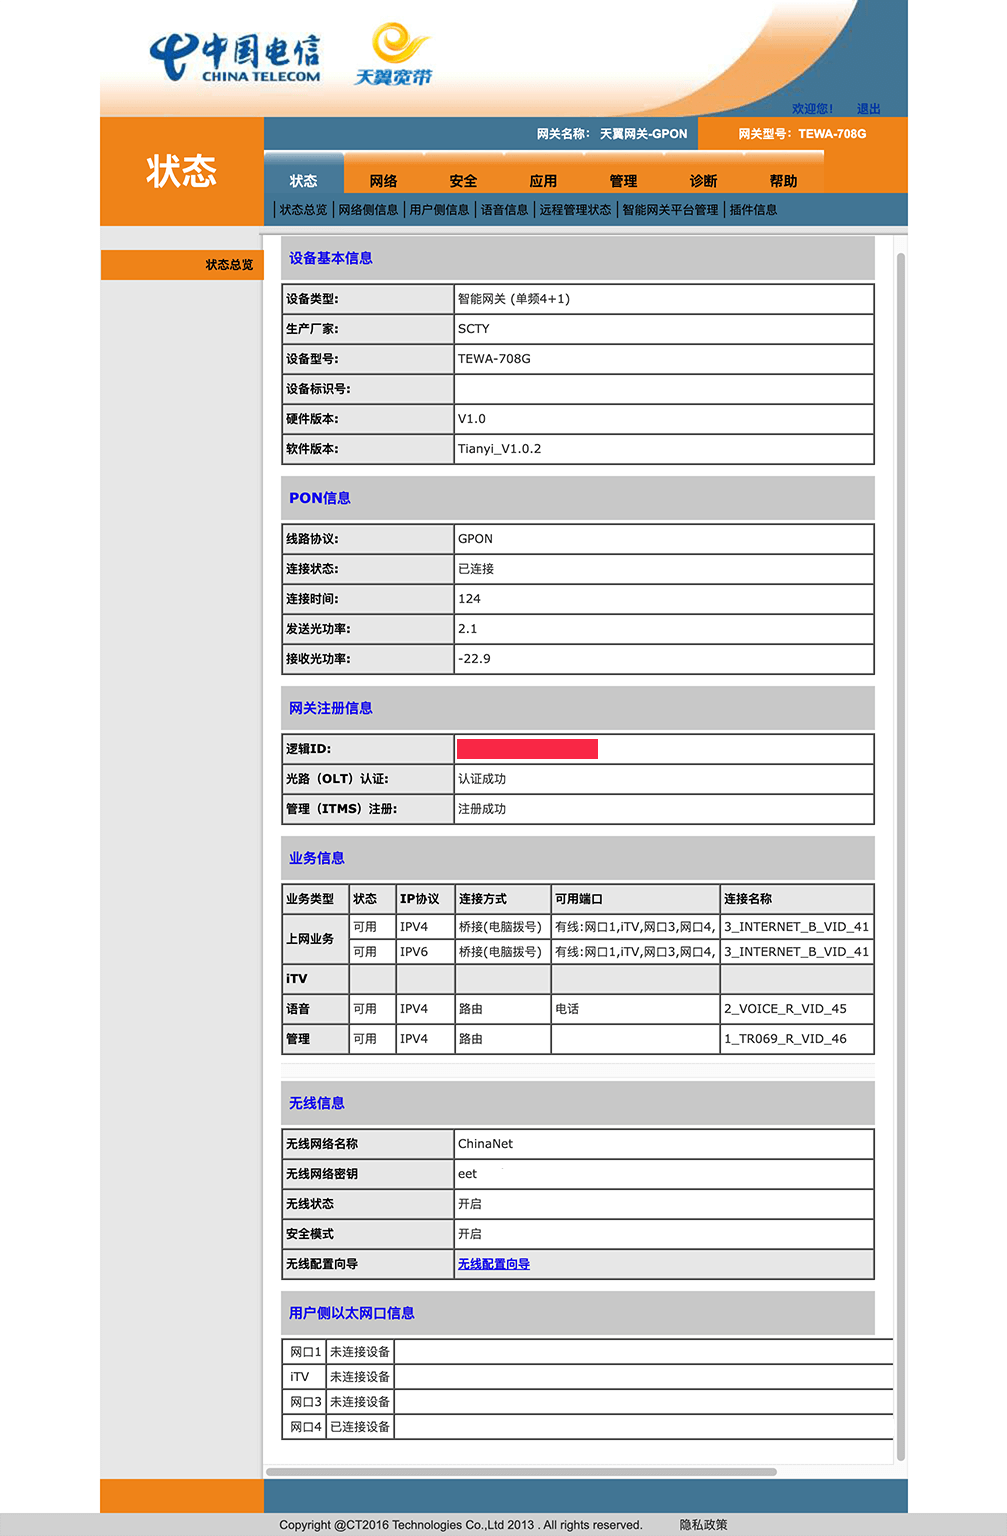 中国电信
CHINA TELECOM
天翼宽带
欢迎您! 退出
网关名称: 天翼网关-GPON 网关型号: TEWA-708G
状态
状态 网络 安全 应用 管理 诊断 帮助
状态总览 网络侧信息 用户侧信息 语音信息 远程管理状态 智能网关平台管理 插件信息
状态总览
设备基本信息
设备类型: 智能网关 (单频4+1)
生产厂家: SCTY
设备型号: TEWA-708G
设备标识号:
硬件版本: V1.0
软件版本: Tianyi_V1.0.2
PON信息
线路协议: GPON
连接状态: 已连接
连接时间: 124
发送光功率: 2.1
接收光功率: -22.9
网关注册信息
逻辑ID:
光路（OLT）认证: 认证成功
管理（ITMS）注册: 注册成功
业务信息
业务类型 状态 IP协议 连接方式 可用端口 连接名称
上网业务 可用 IPV4 桥接(电脑拨号) 有线:网口1,iTV,网口3,网口4, 3_INTERNET_B_VID_41
可用 IPV6 桥接(电脑拨号) 有线:网口1,iTV,网口3,网口4, 3_INTERNET_B_VID_41
iTV
语音 可用 IPV4 路由 电话 2_VOICE_R_VID_45
管理 可用 IPV4 路由 1_TR069_R_VID_46
无线信息
无线网络名称 ChinaNet
无线网络密钥 eet
无线状态 开启
安全模式 开启
无线配置向导 无线配置向导
用户侧以太网口信息
网口1 未连接设备
iTV 未连接设备
网口3 未连接设备
网口4 已连接设备
Copyright @CT2016 Technologies Co.,Ltd 2013 . All rights reserved. 隐私政策